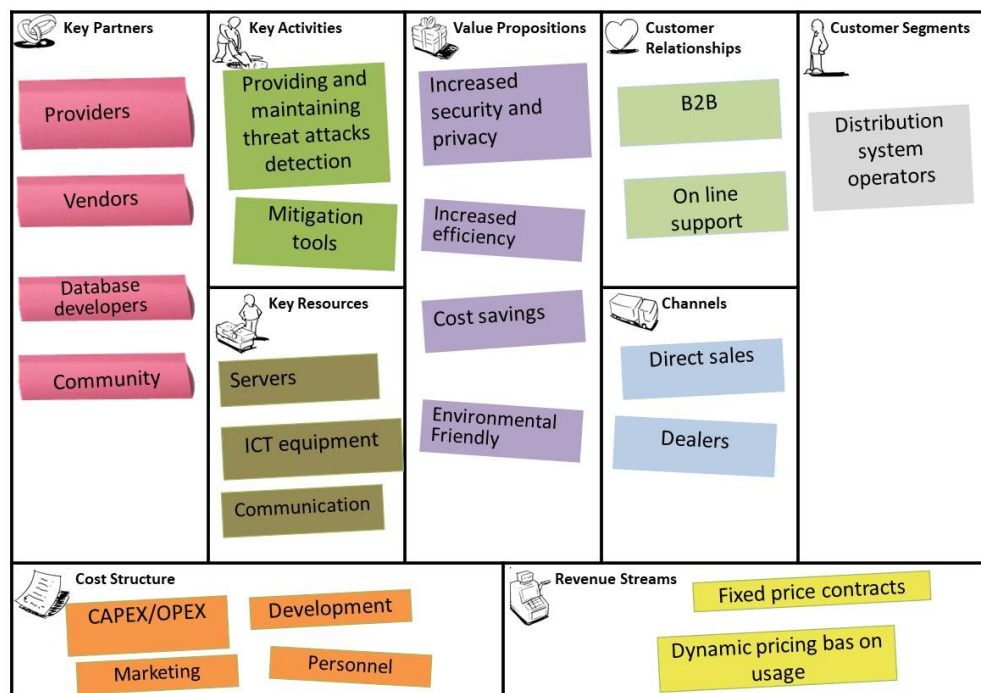 Key Partners
Providers
Vendors
Database
developers
Community
Key Activities
Providing and
maintaining
threat attacks
detection
Mitigation
tools
Key Resources
Servers
ICT equipment
Communication
Value Propositions
Increased
security and
privacy
Increased
efficiency
Cost savings
Environmental
Friendly
Customer
Relationships
B2B
On line
support
Channels
Direct sales
Dealers
Customer Segments
Distribution
system
operators
Cost Structure
CAPEX/OPEX
Development
Marketing
Personnel
Revenue Streams
Fixed price contracts
Dynamic pricing bas on
usage